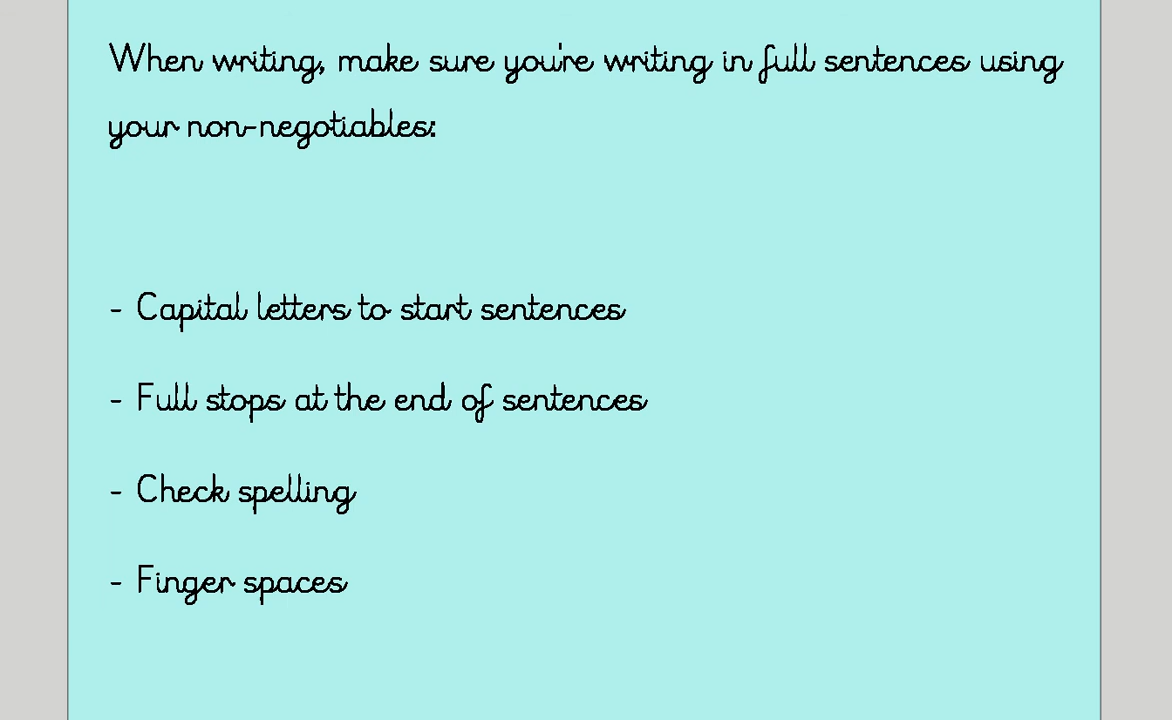 When writing, make sure you're writing in full sentences using
your non-negotiables:
- Capital letters to start sentences
- Full stops at the end of sentences
- Check spelling
- Finger spaces